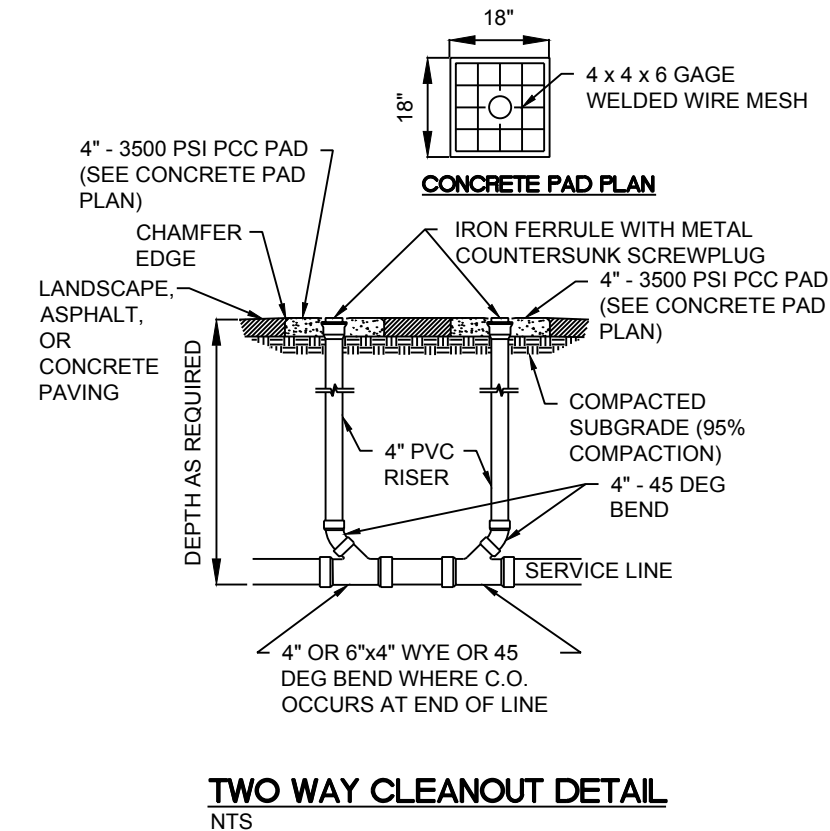 18"
18"
4 x 4 x 6 GAGE
WELDED WIRE MESH
CONCRETE PAD PLAN
4" - 3500 PSI PCC PAD
(SEE CONCRETE PAD
PLAN)
CHAMFER
EDGE
LANDSCAPE,
ASPHALT,
OR
CONCRETE
PAVING
IRON FERRULE WITH METAL
COUNTERSUNK SCREWPLUG
4" - 3500 PSI PCC PAD
(SEE CONCRETE PAD
PLAN)
DEPTH AS REQUIRED
COMPACTED
SUBGRADE (95%
COMPACTION)
4" PVC
RISER
4" - 45 DEG
BEND
SERVICE LINE
4" OR 6"x4" WYE OR 45
DEG BEND WHERE C.O.
OCCURS AT END OF LINE
TWO WAY CLEANOUT DETAIL
NTS